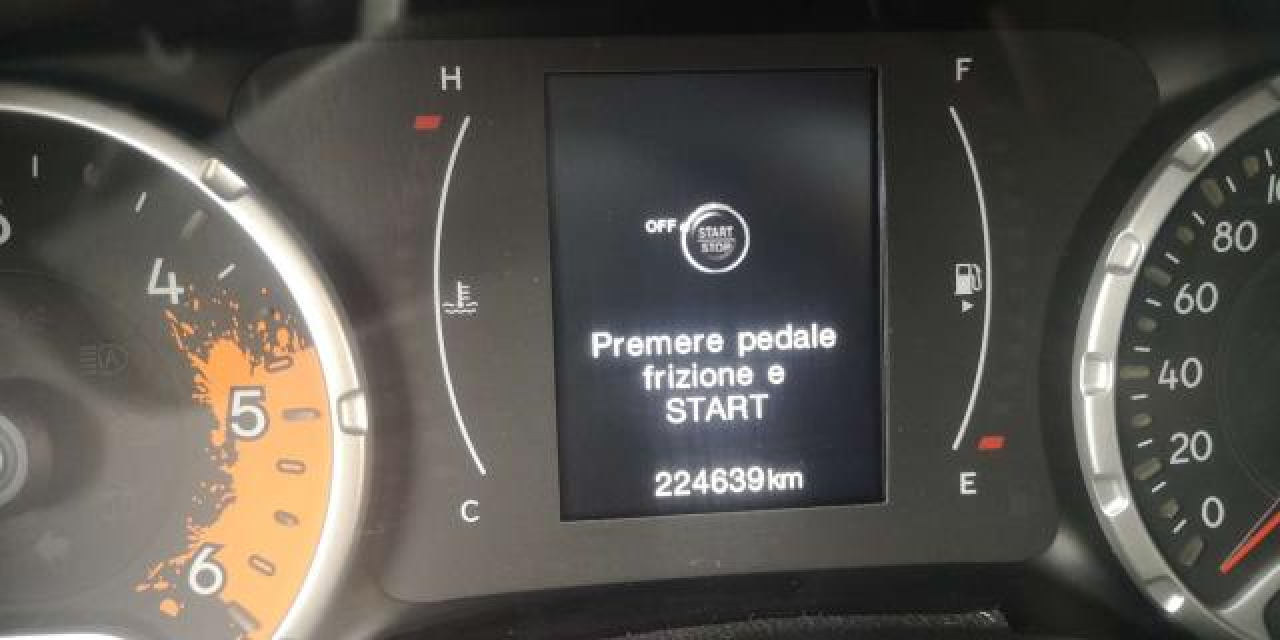 H
F
OFF
START
STOP
Premere pedale
frizione e
START
224639km
C
E
4
5
6
80
60
40
20
0